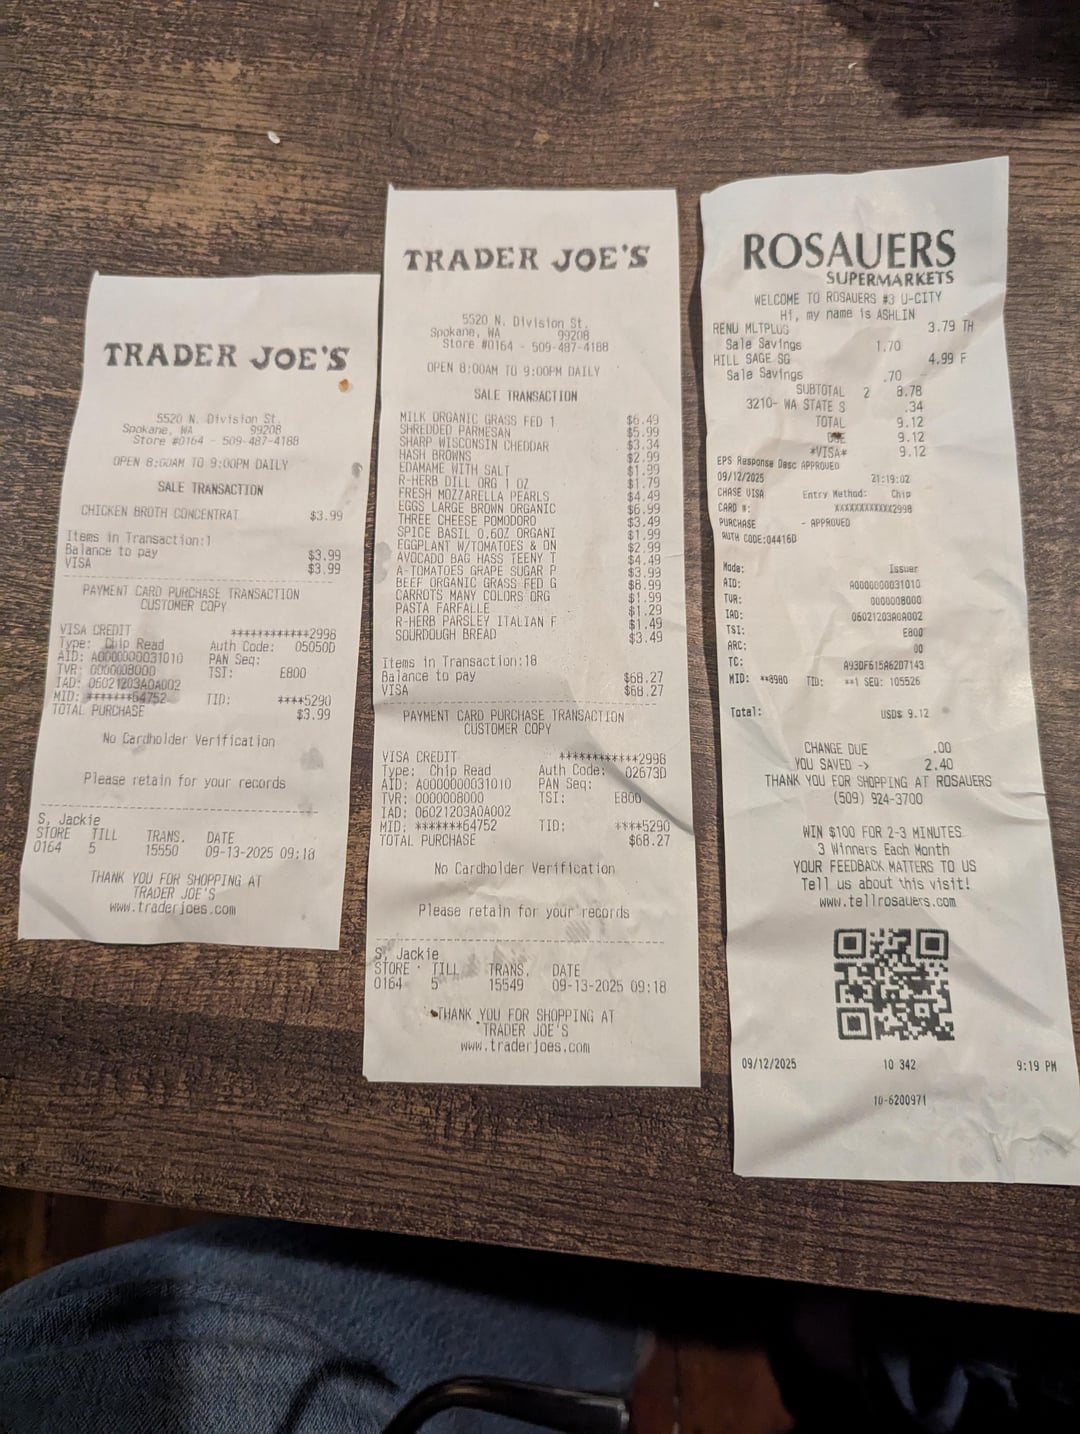 TRADER JOE'S
5520 N. Division St.
Spokane, WA 99208
Store #0164 - 509-487-4188
OPEN 8:00AM TO 9:00PM DAILY
SALE TRANSACTION
CHICKEN BROTH CONCENTRAT $3.99
Items in Transaction:1
Balance to pay $3.99
VISA $3.99
PAYMENT CARD PURCHASE TRANSACTION
CUSTOMER COPY
VISA CREDIT ************2998
Type: Chip Read Auth Code: 05050D
AID: A0000000031010 PAN Seq:
TVR: 0000008000 TSI: E800
IAD: 06021203A0A002
MID: *******64752 TID: ****5290
TOTAL PURCHASE $3.99
No Cardholder Verification
Please retain for your records
S, Jackie
STORE TILL TRANS. DATE
0164 5 15550 09-13-2025 09:18
THANK YOU FOR SHOPPING AT
TRADER JOE'S
www.traderjoes.com
TRADER JOE'S
5520 N. Division St.
Spokane, WA 99208
Store #0164 - 509-487-4188
OPEN 8:00AM TO 9:00PM DAILY
SALE TRANSACTION
MILK ORGANIC GRASS FED 1 $6.49
SHREDDED PARMESAN $5.99
SHARP WISCONSIN CHEDDAR $3.34
HASH BROWNS $2.99
EDAMAME WITH SALT $1.99
R-HERB DILL ORG 1 OZ $1.79
FRESH MOZZARELLA PEARLS $4.49
EGGS LARGE BROWN ORGANIC $6.99
THREE CHEESE POMODORO $3.49
SPICE BASIL 0.6OZ ORGANI $1.99
EGGPLANT W/TOMATOES & ON $2.99
AVOCADO BAG HASS TEENY T $4.49
A-TOMATOES GRAPE SUGAR P $3.99
BEEF ORGANIC GRASS FED G $8.99
CARROTS MANY COLORS ORG $1.99
PASTA FARFALLE $1.29
R-HERB PARSLEY ITALIAN F $1.49
SOURDOUGH BREAD $3.49
Items in Transaction:18
Balance to pay $68.27
VISA $68.27
PAYMENT CARD PURCHASE TRANSACTION
CUSTOMER COPY
VISA CREDIT ************2998
Type: Chip Read Auth Code: 02673D
AID: A0000000031010 PAN Seq:
TVR: 0000008000 TSI: E800
IAD: 06021203A0A002
MID: *******64752 TID: ****5290
TOTAL PURCHASE $68.27
No Cardholder Verification
Please retain for your records
S, Jackie
STORE TILL TRANS. DATE
0164 5 15549 09-13-2025 09:18
THANK YOU FOR SHOPPING AT
TRADER JOE'S
www.traderjoes.com
ROSAUERS
SUPERMARKETS
WELCOME TO ROSAUERS #3 U-CITY
Hi, my name is ASHLIN
RENU MLTPLUS 3.79 TH
Sale Savings 1.70
HILL SAGE SG 4.99 F
Sale Savings .70 -
SUBTOTAL 2 8.78
3210- WA STATE S .34
TOTAL 9.12
DUE 9.12
*VISA* 9.12
EPS Response Desc APPROVED
09/12/2025 21:19:02
CHASE VISA Entry Method: Chip
CARD #: XXXXXXXXXXXX2998
PURCHASE - APPROVED
AUTH CODE:04416D
Mode: Issuer
AID: A0000000031010
TVR: 0000008000
IAD: 06021203A0A002
TSI: E800
ARC: 00
TC: A93DF615A62D7143
MID: **8980 TID: **1 SEQ: 105526
Total: USD$ 9.12
CHANGE DUE .00
YOU SAVED -> 2.40
THANK YOU FOR SHOPPING AT ROSAUERS
(509) 924-3700
WIN $100 FOR 2-3 MINUTES
3 Winners Each Month
YOUR FEEDBACK MATTERS TO US
Tell us about this visit!
www.tellrosauers.com
09/12/2025 10 342 9:19 PM
10-6200971